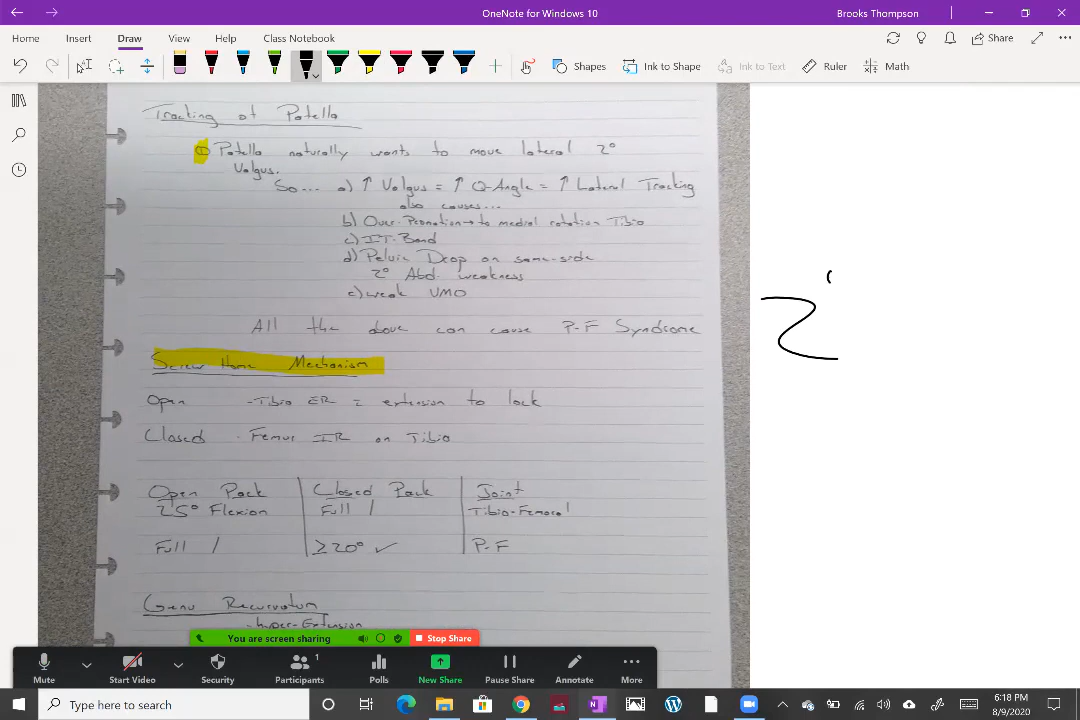 OneNote for Windows 10
Brooks Thompson
Home Insert Draw View Help Class Notebook
Share
Shapes Ink to Shape Ink to Text Ruler Math
Tracking of Patella
① Patella naturally wants to move lateral 2°
Valgus.
So... a) ↑ Valgus = ↑ Q-Angle = ↑ Lateral Tracking
also causes...
b) Over-Pronation → to medial rotation Tibia
c) IT-Band
d) Pelvic Drop on same-side
2° Abd. weakness
e) weak VMO
All the above can cause P-F Syndrome
2°
Screw Home Mechanism
Open - Tibia ER = extension to lock
Closed - Femur IR on Tibia
Open Pack Closed Pack Joint
25° Flexion Full / Tibio-Femoral
Full / ≥20° ✓ P-F
Genu Recurvatum
- hyper-Extension
You are screen sharing Stop Share
Mute Start Video Security Participants 1 Polls New Share Pause Share Annotate More
Type here to search
6:18 PM
8/9/2020